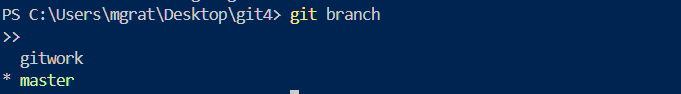 PS C:\Users\mgrat\Desktop\git4> git branch
>>
  gitwork
* master